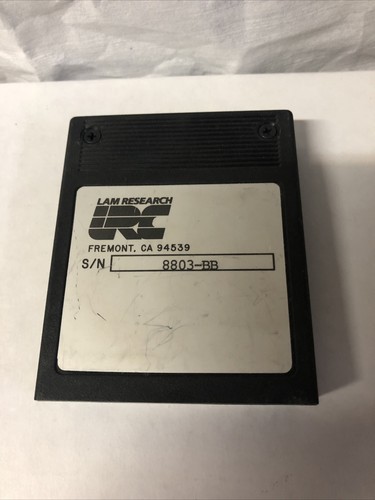 LAM RESEARCH
LRC
FREMONT, CA 94539
S/N 8803-BB